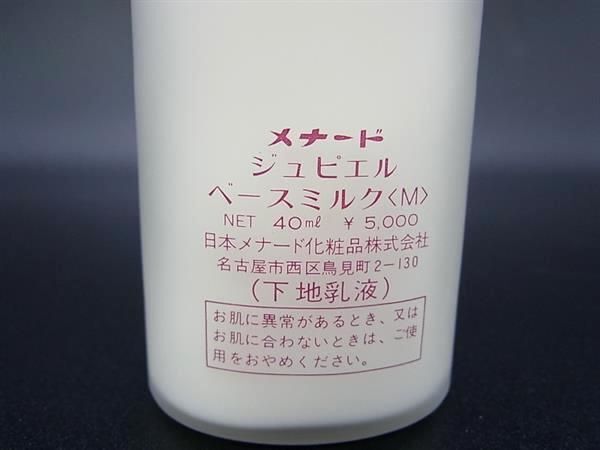 メナード
ジュピエル
ベースミルク〈M〉
NET 40ml ¥5,000
日本メナード化粧品株式会社
名古屋市西区鳥見町2-130
(下地乳液)
お肌に異常があるとき、又は
お肌に合わないときは、ご使
用をおやめください。